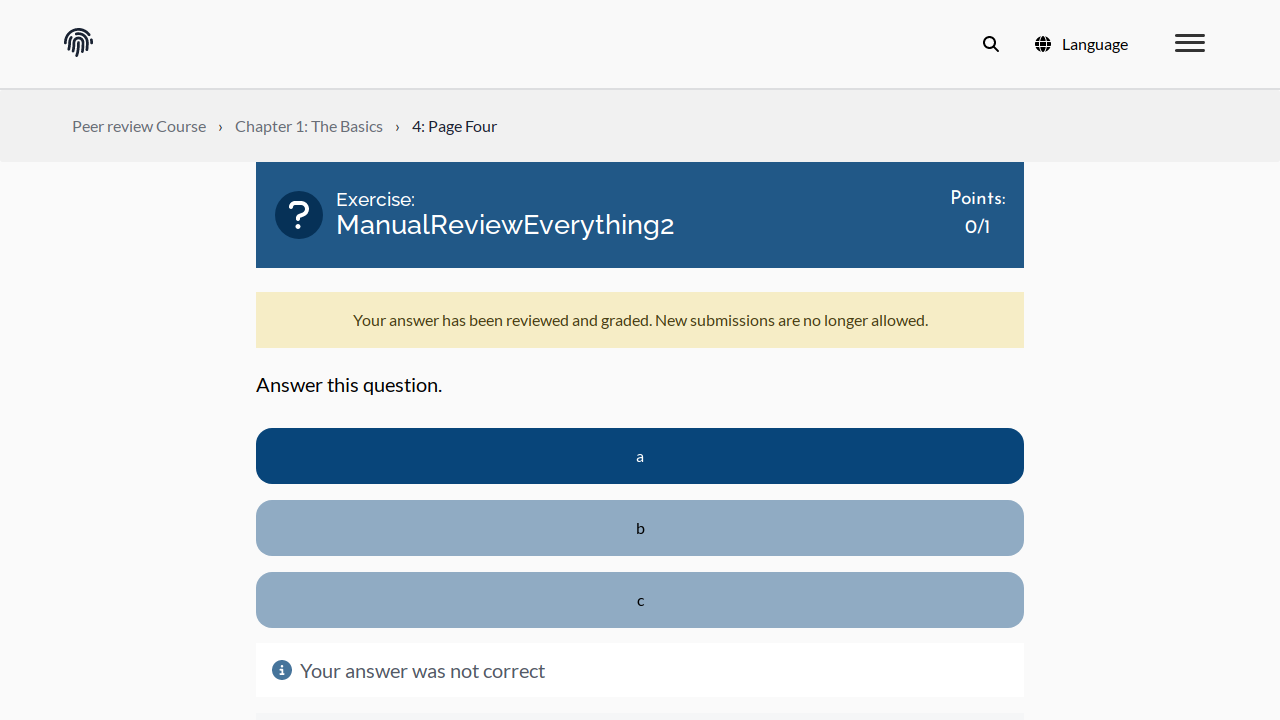 Language
Peer review Course › Chapter 1: The Basics › 4: Page Four
Exercise:
ManualReviewEverything2
Points:
0/1
Your answer has been reviewed and graded. New submissions are no longer allowed.
Answer this question.
a
b
c
Your answer was not correct